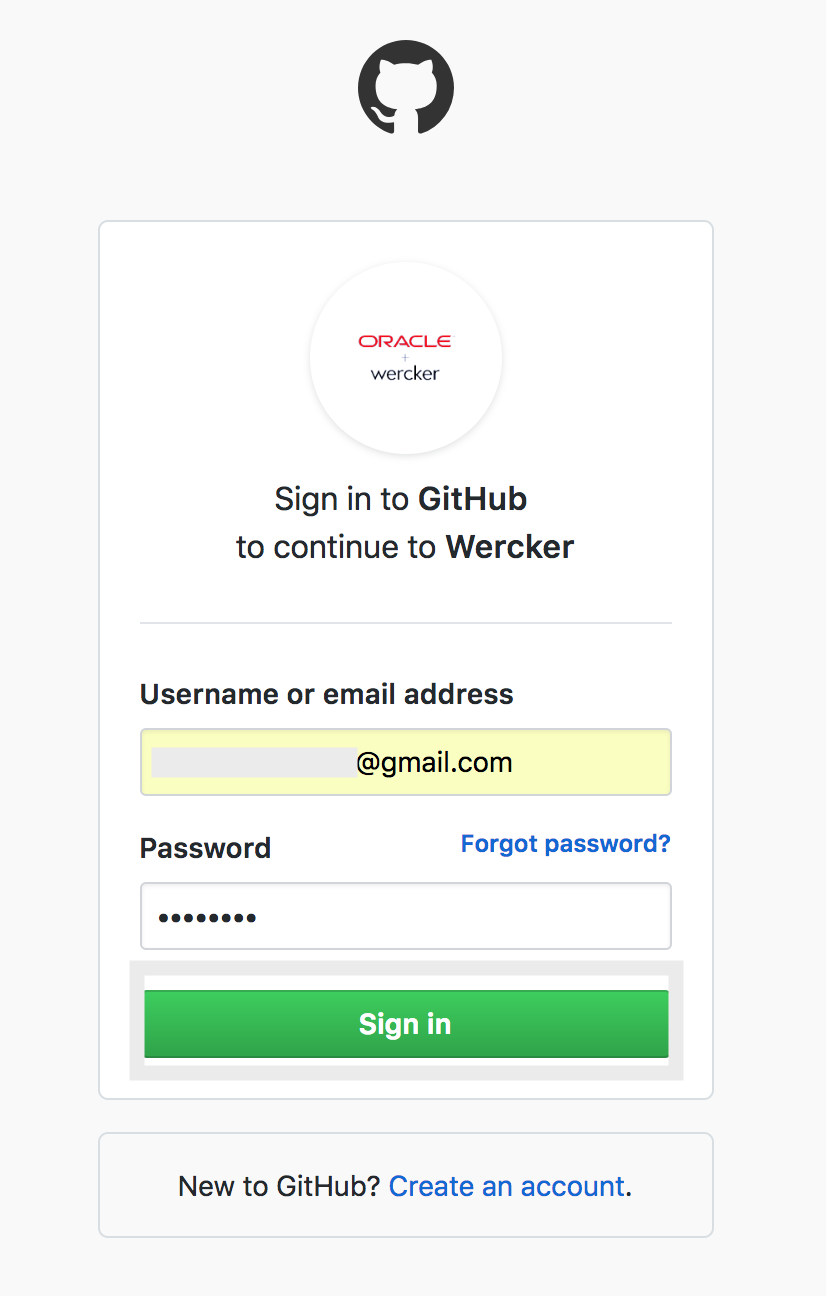 ORACLE
+
wercker
Sign in to GitHub
to continue to Wercker
Username or email address
@gmail.com
Password
Forgot password?
••••••••
Sign in
New to GitHub? Create an account.